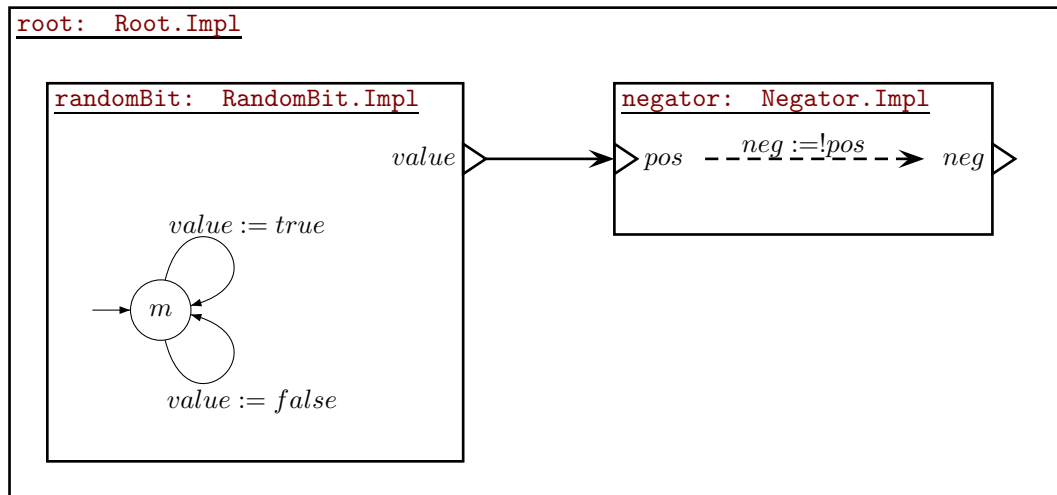 root: Root.Impl
randomBit: RandomBit.Impl
negator: Negator.Impl
value
pos
neg :=!pos
neg
value := true
m
value := false